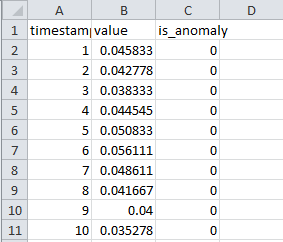 A B C D
1 timestamp value is_anomaly
2 1 0.045833 0
3 2 0.042778 0
4 3 0.038333 0
5 4 0.044545 0
6 5 0.050833 0
7 6 0.056111 0
8 7 0.048611 0
9 8 0.041667 0
10 9 0.04 0
11 10 0.035278 0